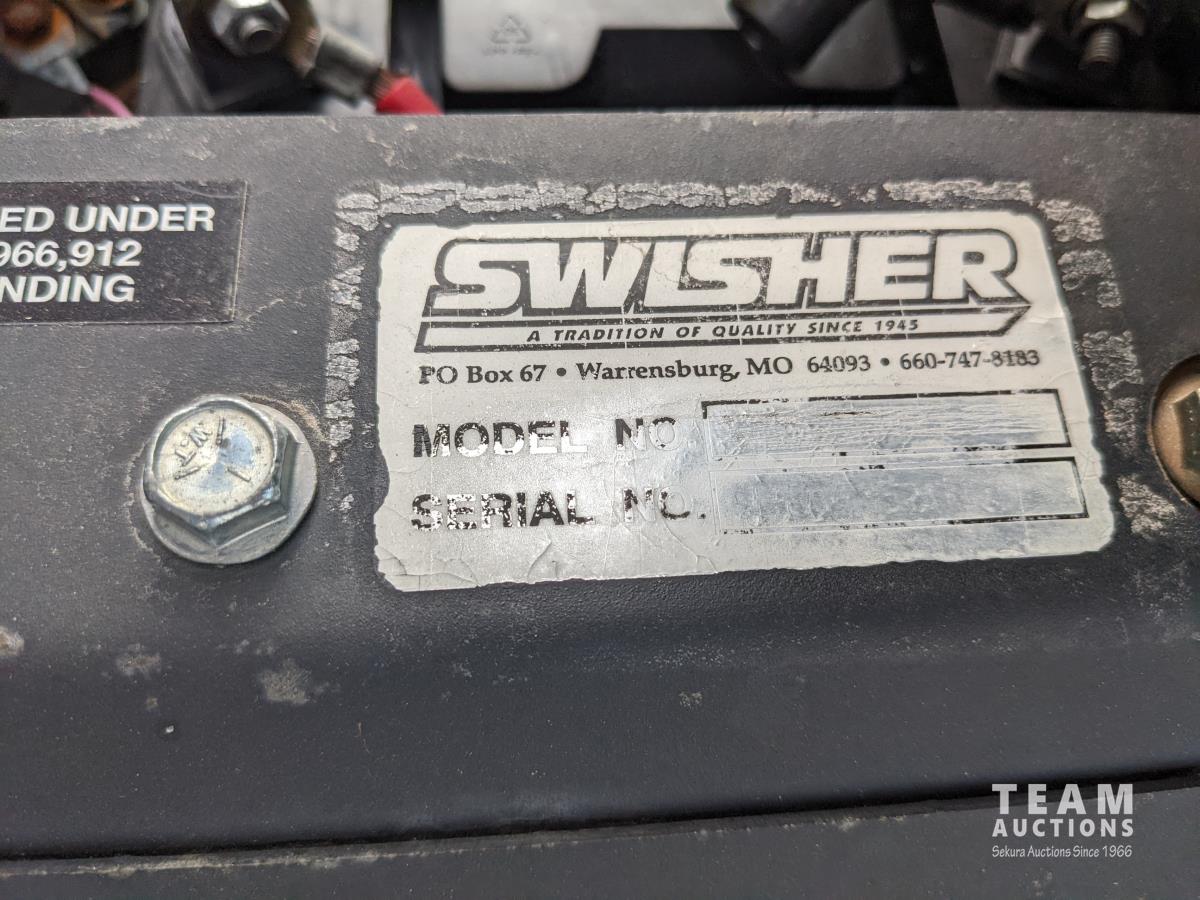 ED UNDER
966,912
NDING
SWISHER
A TRADITION OF QUALITY SINCE 1945
PO Box 67 • Warrensburg, MO 64093 • 660-747-8183
MODEL NO
SERIAL NO.
TEAM
AUCTIONS
Sekura Auctions Since 1966